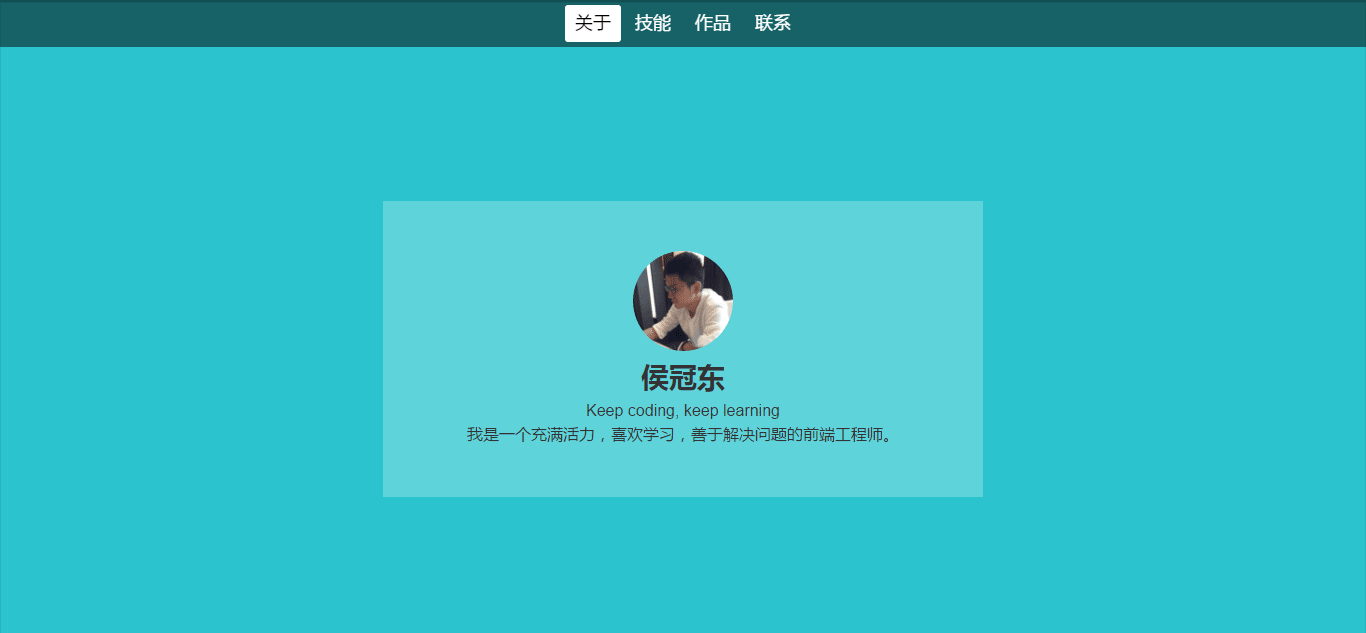 关于 技能 作品 联系
侯冠东
Keep coding, keep learning
我是一个充满活力，喜欢学习，善于解决问题的前端工程师。